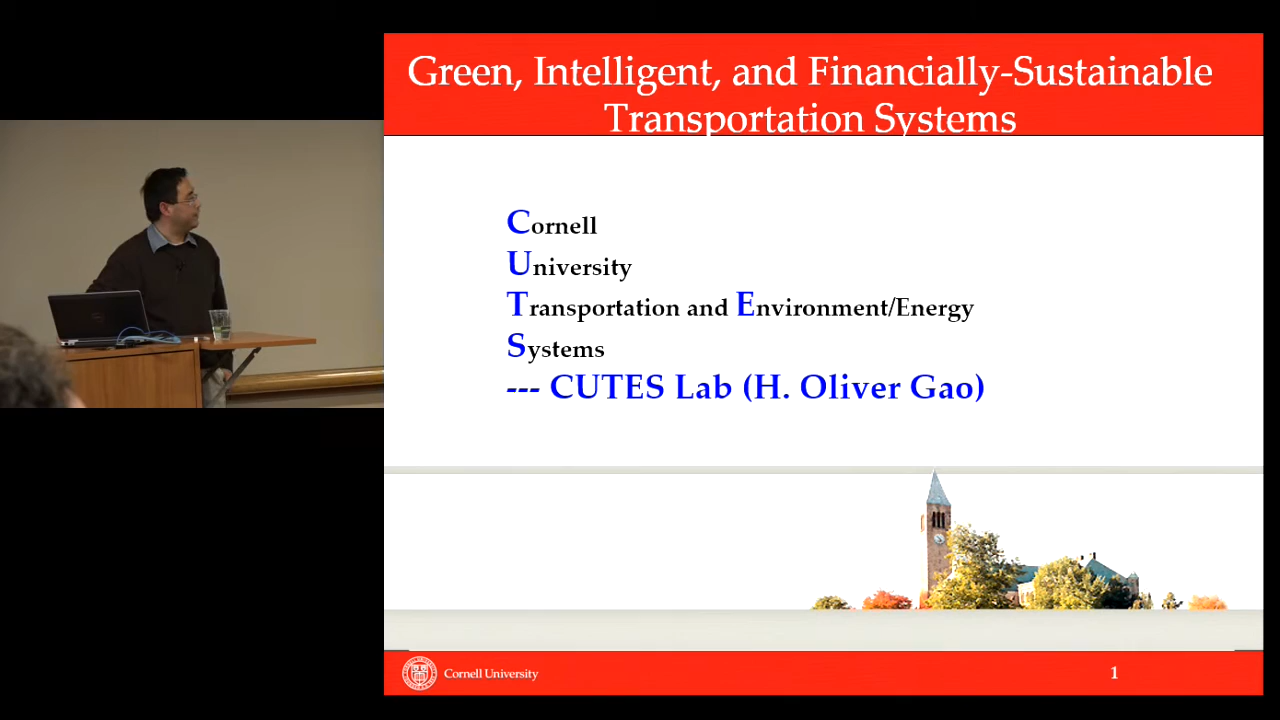 Green, Intelligent, and Financially-Sustainable
Transportation Systems
Cornell
University
Transportation and Environment/Energy
Systems
--- CUTES Lab (H. Oliver Gao)
Cornell University
1